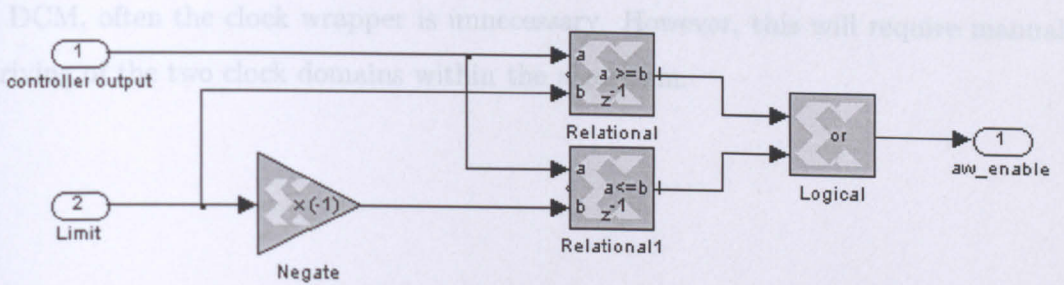 DCM, often the clock wrapper is unnecessary. However, this will require manual
of the two clock domains within the
1
controller output
a
a >=b
b
z-1
Relational
or
Logical
1
aw_enable
2
Limit
×(-1)
Negate
a
a<=b
b
z-1
Relational1